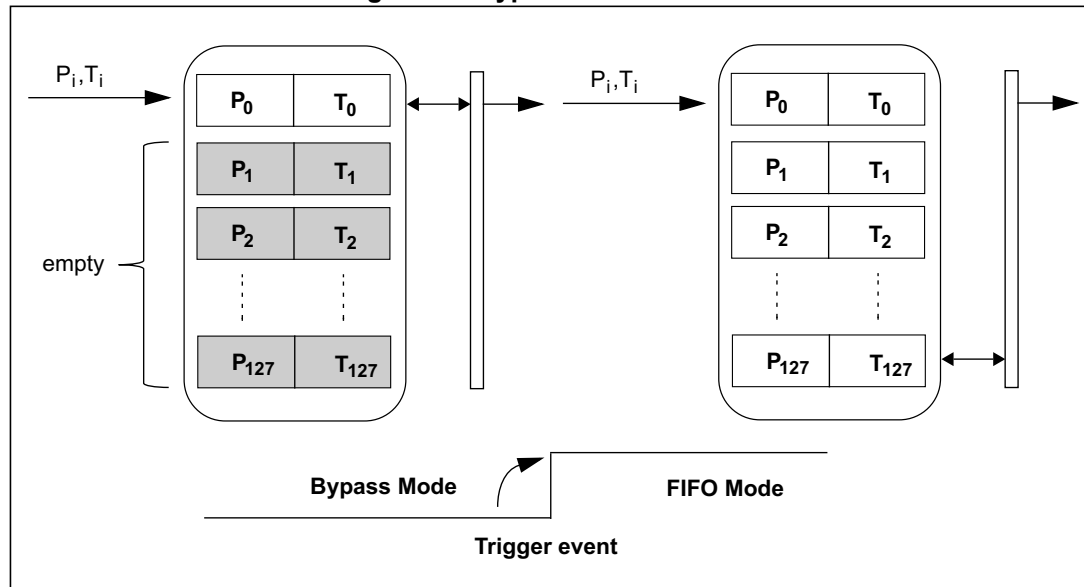 P_i,T_i
P_0 T_0
P_1 T_1
P_2 T_2
empty
P_127 T_127
P_i,T_i
P_0 T_0
P_1 T_1
P_2 T_2
P_127 T_127
Bypass Mode
FIFO Mode
Trigger event